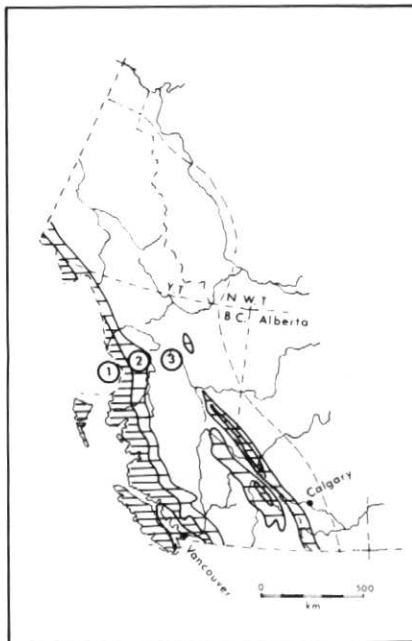 Y.T.
N.W.T
B.C. Alberta
1
2
3
Calgary
Vancouver
0 500
km